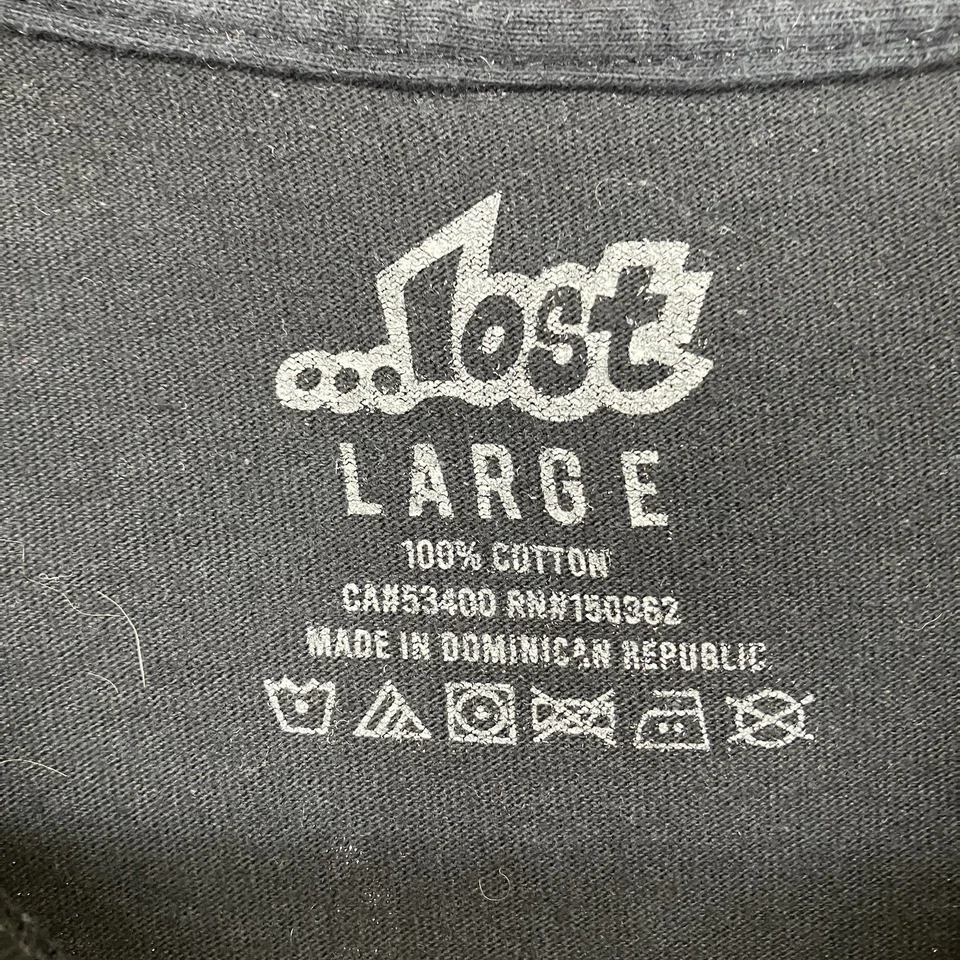 ...lost
LARGE
100% COTTON
CA#53400 RN#150362
MADE IN DOMINICAN REPUBLIC